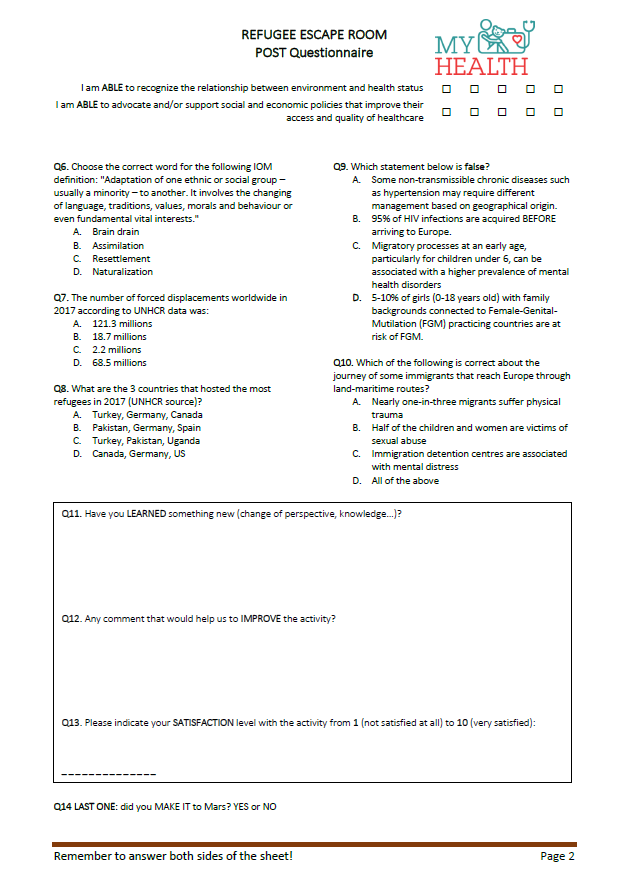 REFUGEE ESCAPE ROOM
POST Questionnaire
MY
HEALTH
I am ABLE to recognize the relationship between environment and health status ☐ ☐ ☐ ☐ ☐
I am ABLE to advocate and/or support social and economic policies that improve their
access and quality of healthcare ☐ ☐ ☐ ☐ ☐
Q6. Choose the correct word for the following IOM
definition: "Adaptation of one ethnic or social group –
usually a minority – to another. It involves the changing
of language, traditions, values, morals and behaviour or
even fundamental vital interests."
A. Brain drain
B. Assimilation
C. Resettlement
D. Naturalization
Q7. The number of forced displacements worldwide in
2017 according to UNHCR data was:
A. 121.3 millions
B. 18.7 millions
C. 2.2 millions
D. 68.5 millions
Q8. What are the 3 countries that hosted the most
refugees in 2017 (UNHCR source)?
A. Turkey, Germany, Canada
B. Pakistan, Germany, Spain
C. Turkey, Pakistan, Uganda
D. Canada, Germany, US
Q9. Which statement below is false?
A. Some non-transmissible chronic diseases such
as hypertension may require different
management based on geographical origin.
B. 95% of HIV infections are acquired BEFORE
arriving to Europe.
C. Migratory processes at an early age,
particularly for children under 6, can be
associated with a higher prevalence of mental
health disorders
D. 5-10% of girls (0-18 years old) with family
backgrounds connected to Female-Genital-
Mutilation (FGM) practicing countries are at
risk of FGM.
Q10. Which of the following is correct about the
journey of some immigrants that reach Europe through
land-maritime routes?
A. Nearly one-in-three migrants suffer physical
trauma
B. Half of the children and women are victims of
sexual abuse
C. Immigration detention centres are associated
with mental distress
D. All of the above
Q11. Have you LEARNED something new (change of perspective, knowledge...)?
Q12. Any comment that would help us to IMPROVE the activity?
Q13. Please indicate your SATISFACTION level with the activity from 1 (not satisfied at all) to 10 (very satisfied):
______________
Q14 LAST ONE: did you MAKE IT to Mars? YES or NO
Remember to answer both sides of the sheet! Page 2